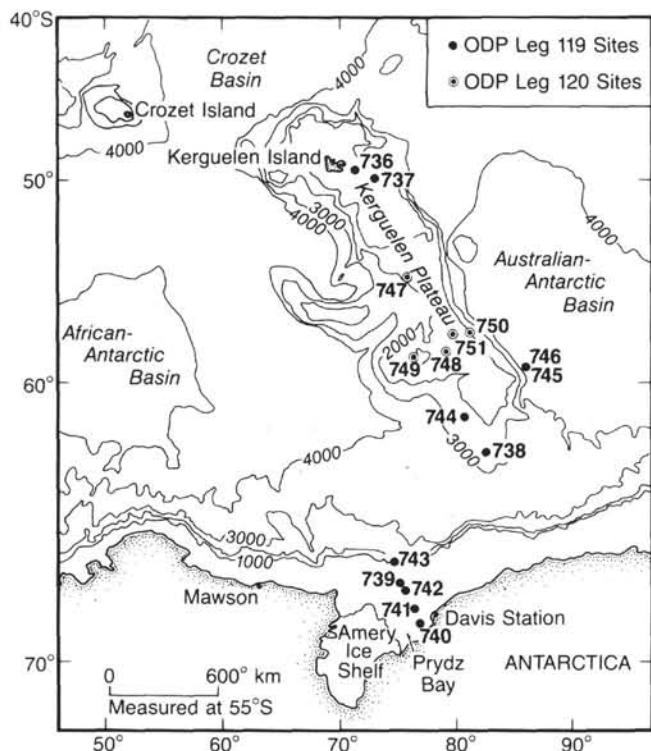 40°S
ODP Leg 119 Sites
ODP Leg 120 Sites
Crozet
Basin
4000
3000
2000
Crozet Island
4000
Kerguelen Island
736
737
50°
3000
4000
4000
Kerguelen Plateau
Australian-
Antarctic
Basin
747
African-
Antarctic
Basin
2000
750
751
749
748
746
745
60°
744
3000
738
4000
3000
1000
743
739
742
Mawson
741
Davis Station
740
Amery
Ice
Shelf
Prydz
Bay
ANTARCTICA
70°
0
600° km
Measured at 55°S
50°
60°
70°
80°
90°